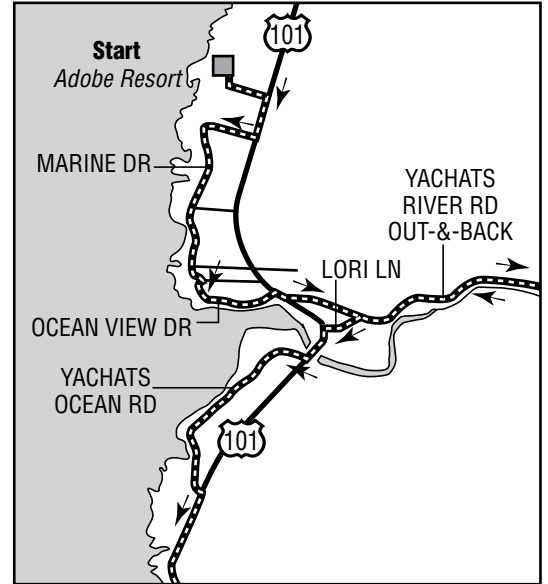 101
Start
Adobe Resort
MARINE DR
YACHATS
RIVER RD
OUT-&-BACK
LORI LN
OCEAN VIEW DR
YACHATS
OCEAN RD
101